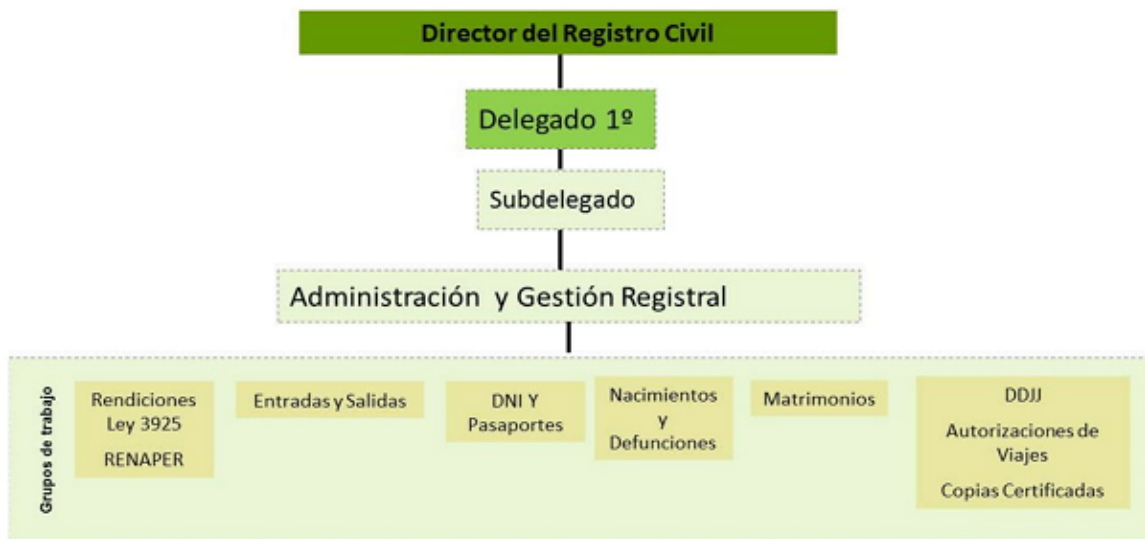 Director del Registro Civil
Delegado 1º
Subdelegado
Administración y Gestión Registral
Grupos de trabajo
Rendiciones
Ley 3925
RENAPER
Entradas y Salidas
DNI Y
Pasaportes
Nacimientos
y
Defunciones
Matrimonios
DDJJ
Autorizaciones de
Viajes
Copias Certificadas